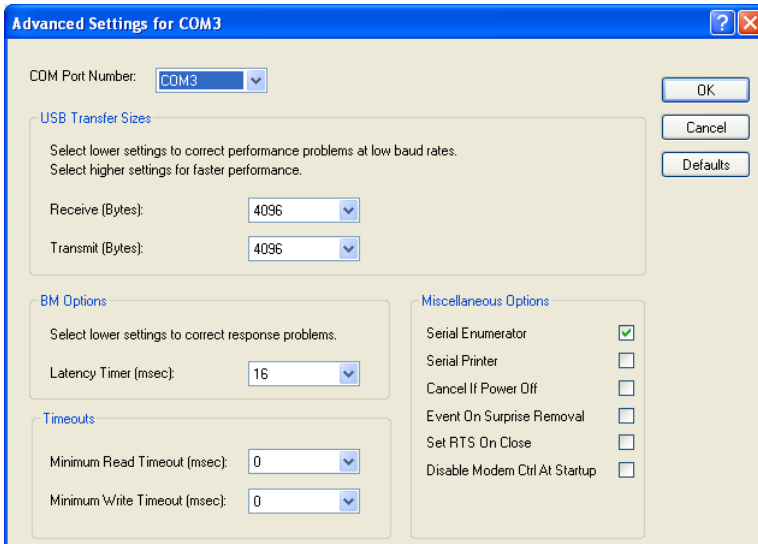 Advanced Settings for COM3
COM Port Number: COM3
OK
Cancel
Defaults
USB Transfer Sizes
Select lower settings to correct performance problems at low baud rates.
Select higher settings for faster performance.
Receive (Bytes): 4096
Transmit (Bytes): 4096
BM Options
Select lower settings to correct response problems.
Latency Timer (msec): 16
Timeouts
Minimum Read Timeout (msec): 0
Minimum Write Timeout (msec): 0
Miscellaneous Options
Serial Enumerator
Serial Printer
Cancel If Power Off
Event On Surprise Removal
Set RTS On Close
Disable Modem Ctrl At Startup